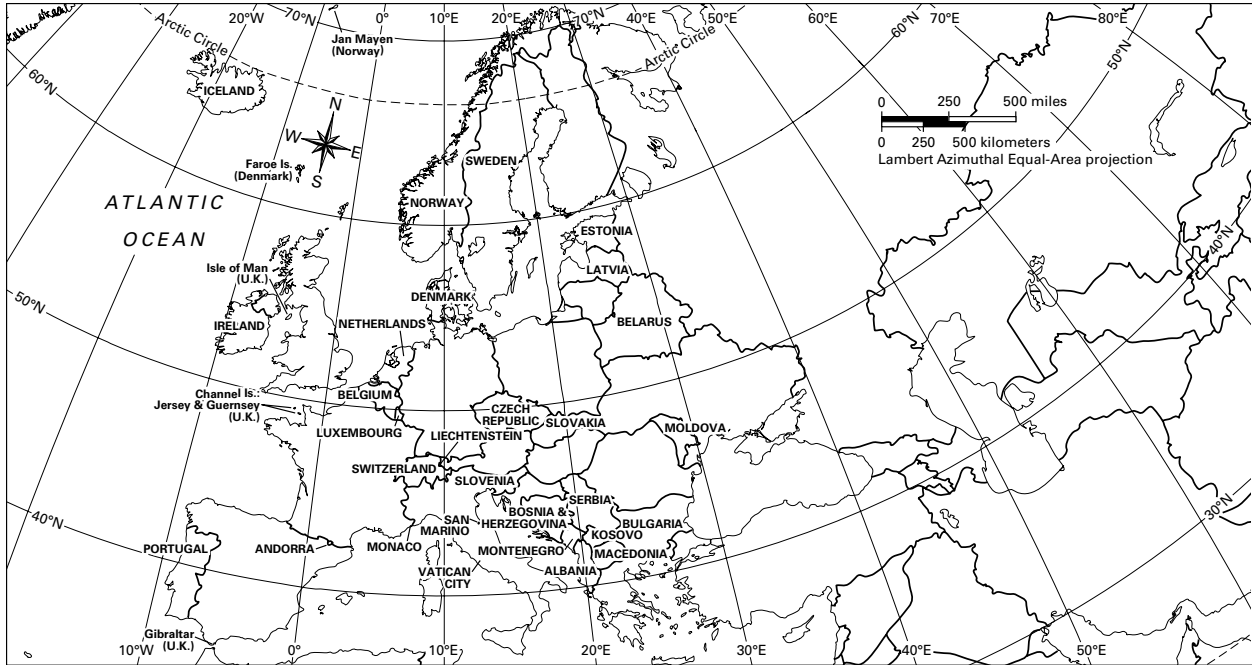 20W
70°N
0°
10°E
20°E
70°N
60°N
70°E
80°E
Jan Mayen
(Norway)
Arctic Circle
Arctic Circle
50°N
60°N
ICELAND
0 250 500 miles
0 250 500 kilometers
Lambert Azimuthal Equal-Area projection
N
W
E
S
Faroe Is.
(Denmark)
SWEDEN
NORWAY
ATLANTIC
OCEAN
ESTONIA
40°N
Isle of Man
(U.K.)
LATVIA
50°N
DENMARK
IRELAND
NETHERLANDS
BELARUS
BELGIUM
Channel Is.:
Jersey & Guernsey
(U.K.)
CZECH
REPUBLIC
SLOVAKIA
MOLDOVA
LUXEMBOURG
LIECHTENSTEIN
SWITZERLAND
SLOVENIA
SERBIA
30°N
40°N
BOSNIA &
HERZEGOVINA
SAN
MARINO
BULGARIA
KOSOVO
PORTUGAL
ANDORRA
MONACO
MONTENEGRO
MACEDONIA
VATICAN
CITY
ALBANIA
Gibraltar
(U.K.)
10°W
0°
10°E
20°E
30°E
40°E
50°E